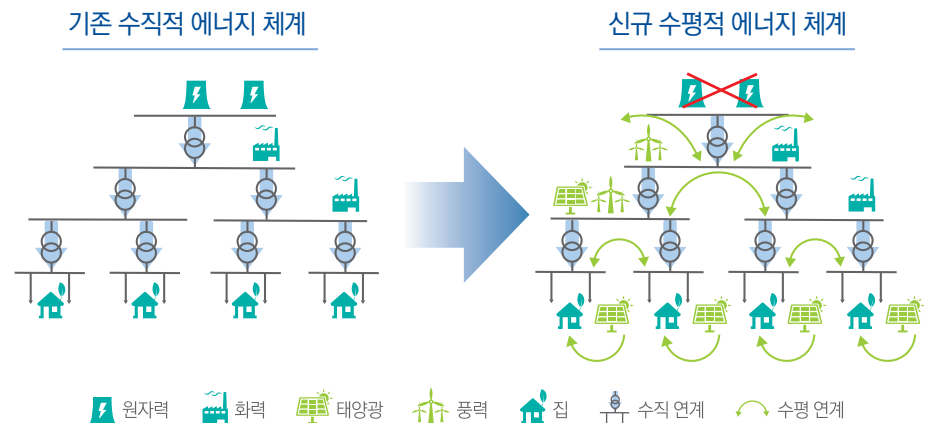 기존 수직적 에너지 체계
신규 수평적 에너지 체계
원자력
화력
태양광
풍력
집
수직 연계
수평 연계